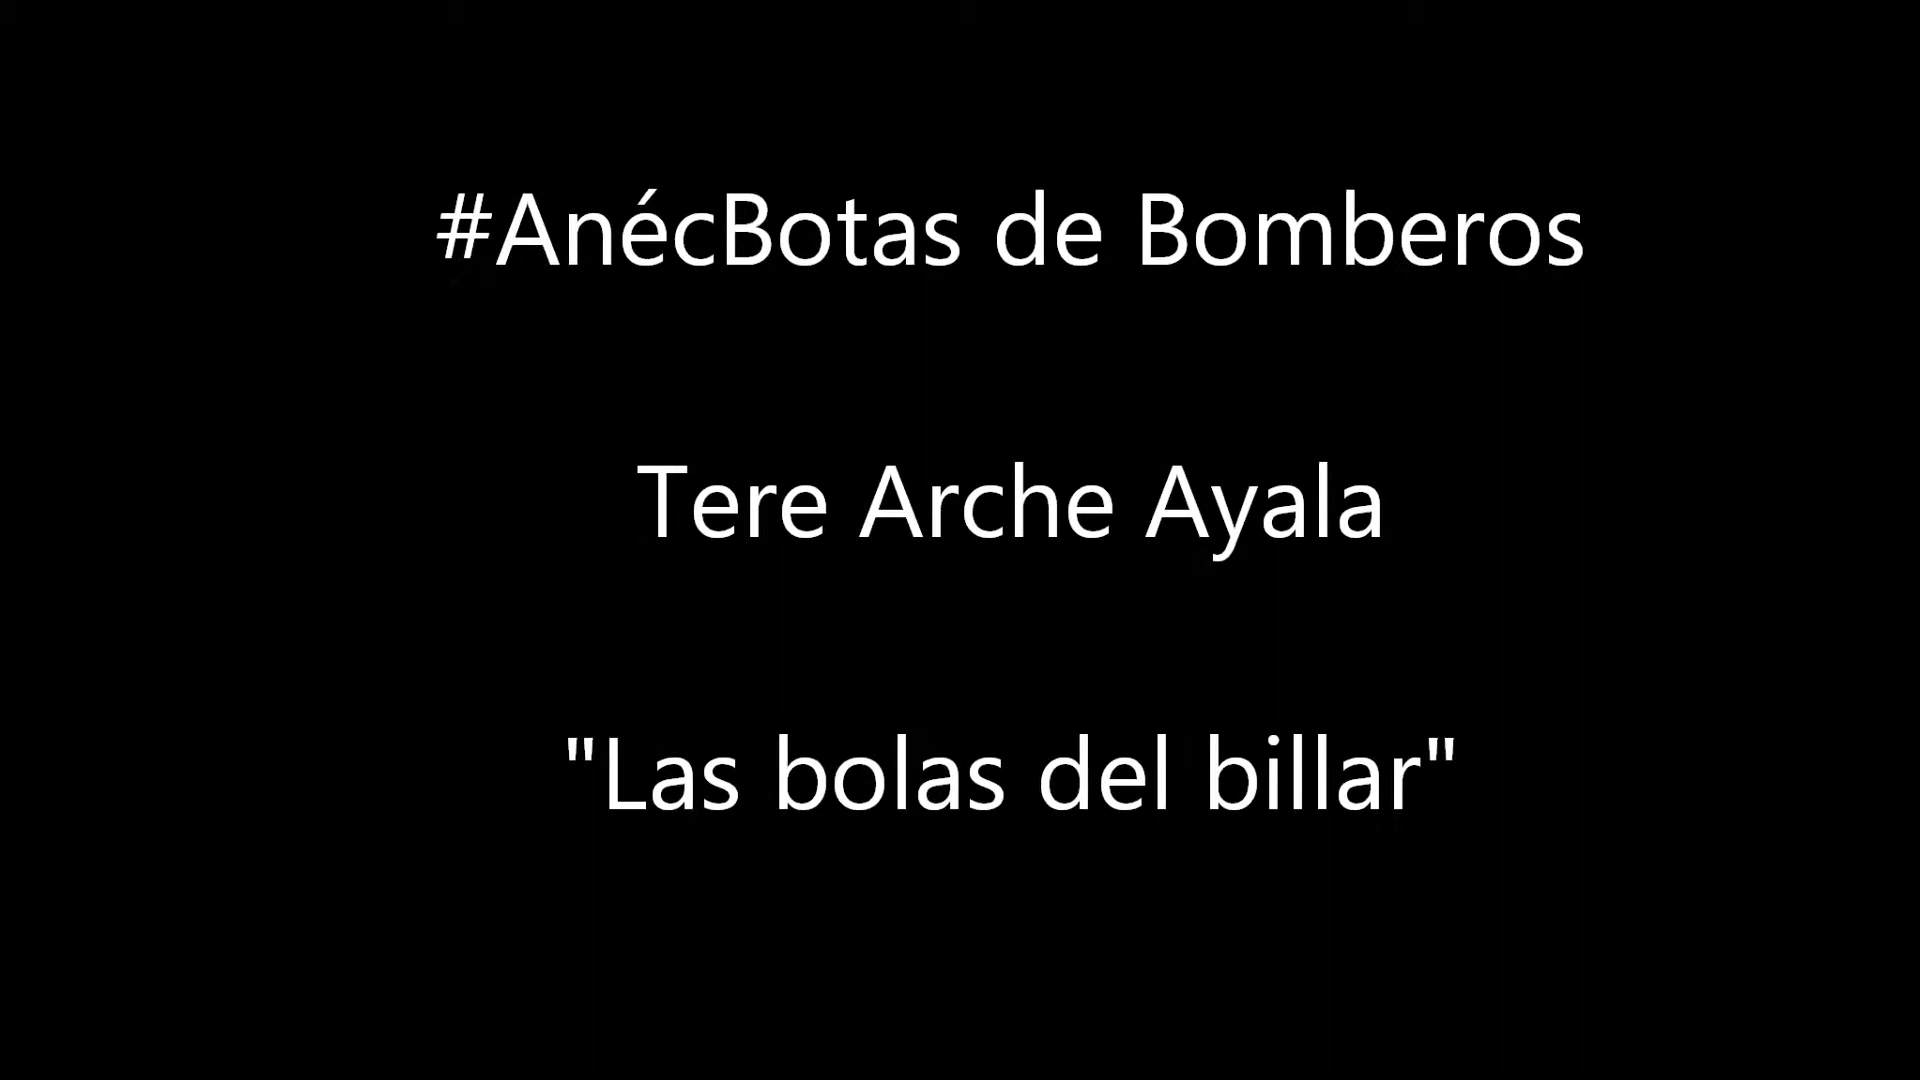 #AnécBotas de Bomberos
Tere Arche Ayala
"Las bolas del billar"